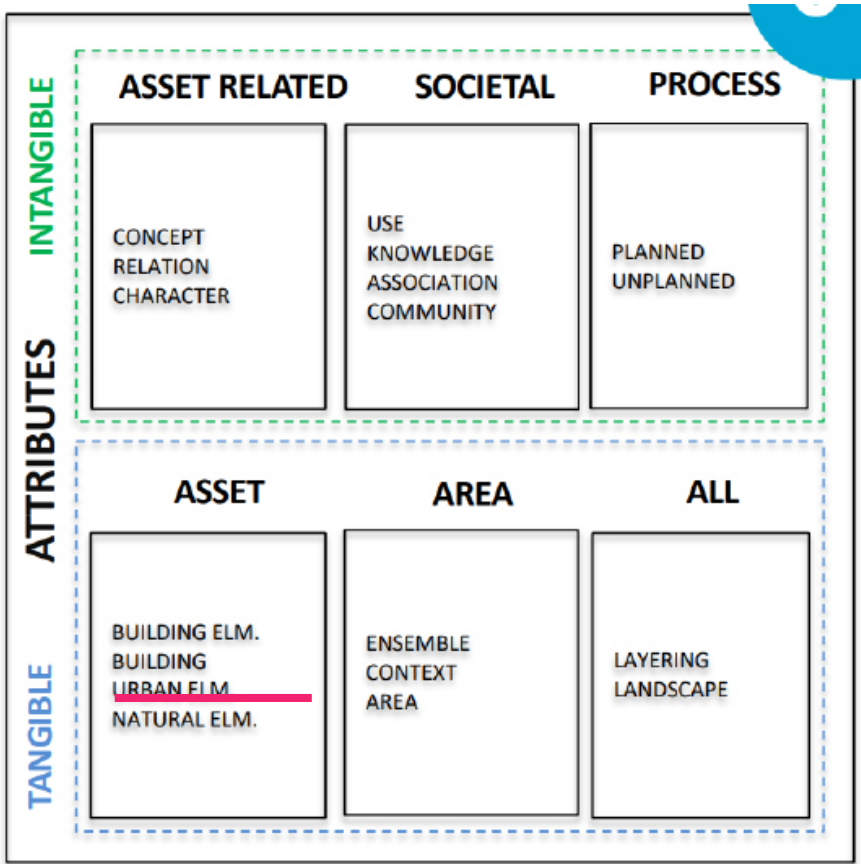 INTANGIBLE
ASSET RELATED
SOCIETAL
PROCESS
CONCEPT
RELATION
CHARACTER
USE
KNOWLEDGE
ASSOCIATION
COMMUNITY
PLANNED
UNPLANNED
ATTRIBUTES
TANGIBLE
ASSET
AREA
ALL
BUILDING ELM.
BUILDING
URBAN ELM
NATURAL ELM.
ENSEMBLE
CONTEXT
AREA
LAYERING
LANDSCAPE